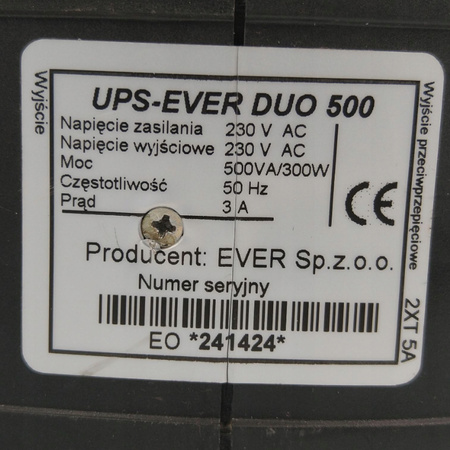 Wyjście
UPS-EVER DUO 500
Napięcie zasilania 230 V AC
Napięcie wyjściowe 230 V AC
Moc 500VA/300W
Częstotliwość 50 Hz
Prąd 3 A
CE
Producent: EVER Sp.z.o.o.
Numer seryjny
EO *241424*
Wyjście przeciwprzepięciowe
2XT 5A